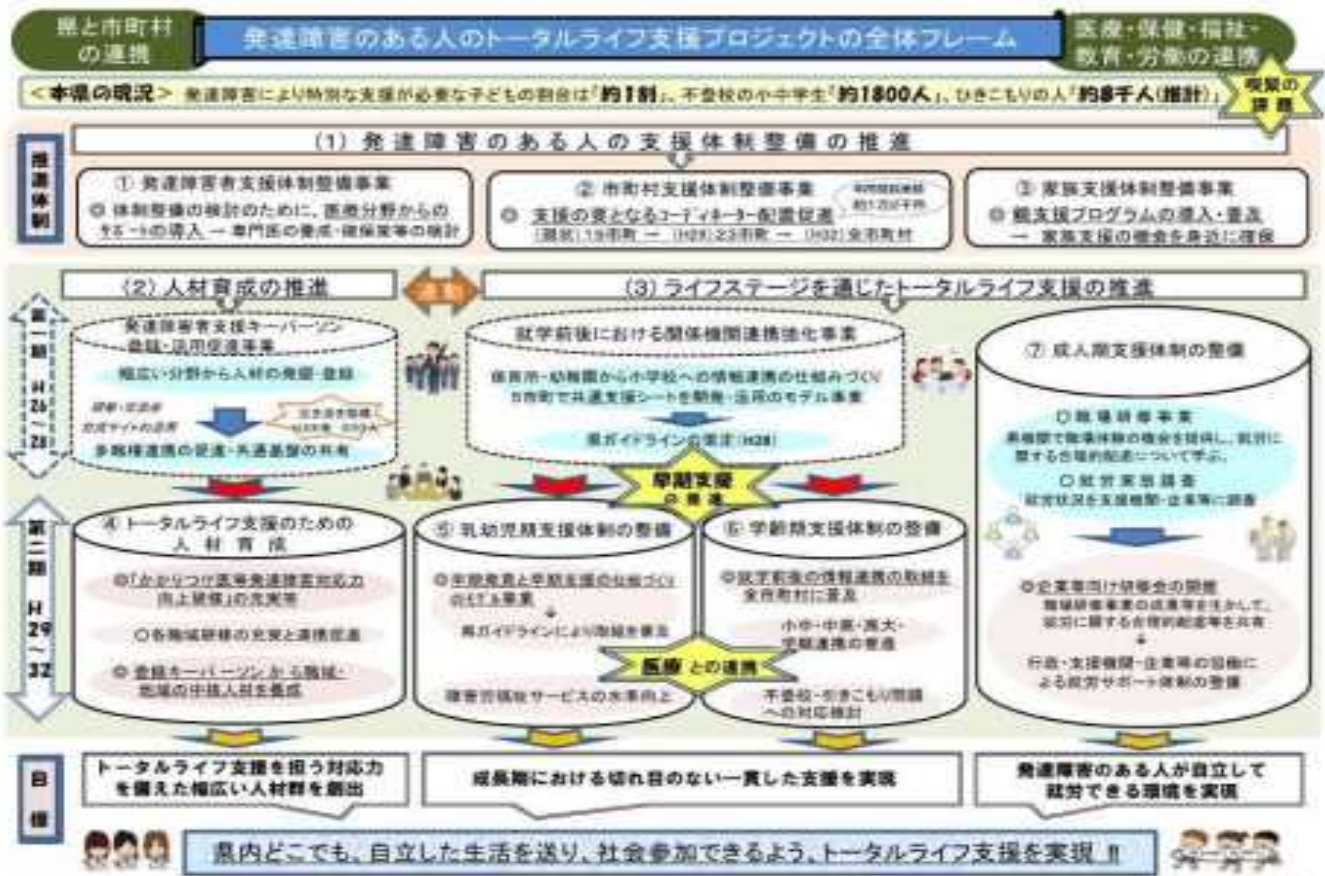 県と市町村
の連携
発達障害のある人のトータルライフ支援プロジェクトの全体フレーム
医療・保健・福祉・
教育・労働の連携
<本県の現況> 発達障害により特別な支援が必要な子どもの割合は「約1割」、不登校の小中学生「約1800人」、ひきこもりの人「約8千人(推計)」
喫緊の
課題
推進体制
(1)発達障害のある人の支援体制整備の推進
① 発達障害者支援体制整備事業
◎ 体制整備の検討のために、医療分野からの
サポートの導入 → 専門医の養成・確保策等の検討
② 市町村支援体制整備事業
◎ 支援の要となるコーディネーター配置促進
(現状)19市町 → (H29)23市町 → (H32)全市町村
③ 家族支援体制整備事業
◎ 親支援プログラムの導入・普及
→ 家族支援の機会を身近に確保
第一期 H26~28
(2)人材育成の推進
連動
(3)ライフステージを通じたトータルライフ支援の推進
発達障害者支援キーパーソン
登録・活用促進事業
幅広い分野から人材の発掘・登録
多職種連携の促進・共通基盤の共有
就学前後における関係機関連携強化事業
保育所・幼稚園から小学校への情報連携の仕組みづくり
5市町で共通支援シートを開発・活用のモデル事業
県ガイドラインの策定(H28)
早期支援
の推進
⑦ 成人期支援体制の整備
○職場研修事業
県機関で職場体験の機会を提供し、就労に
関する合理的配慮について学ぶ。
○就労実態調査
就労状況を支援機関・企業等に調査
◎企業等向け研修会の開催
職場研修事業の成果等を生かして、
就労に関する合理的配慮等を共有
行政・支援機関・企業等の協働に
よる就労サポート体制の整備
第二期 H29~32
④ トータルライフ支援のための
人材育成
◎「かかりつけ医等発達障害対応力
向上研修」の充実等
○各職域研修の充実と連携促進
◎登録キーパーソンから職域・
地域の中核人材を養成
⑤ 乳幼児期支援体制の整備
◎早期発見と早期支援の仕組づくり
のモデル事業
県ガイドラインにより取組を普及
障害児福祉サービスの水準向上
医療との連携
⑥ 学齢期支援体制の整備
◎就学前後の情報連携の取組を
全市町村に普及
小中・中高・高大・
学期連携の推進
不登校・引きこもり問題
への対応検討
目標
トータルライフ支援を担う対応力
を備えた幅広い人材群を創出
成長期における切れ目のない一貫した支援を実現
発達障害のある人が自立して
就労できる環境を実現
県内どこでも、自立した生活を送り、社会参加できるよう、トータルライフ支援を実現!!